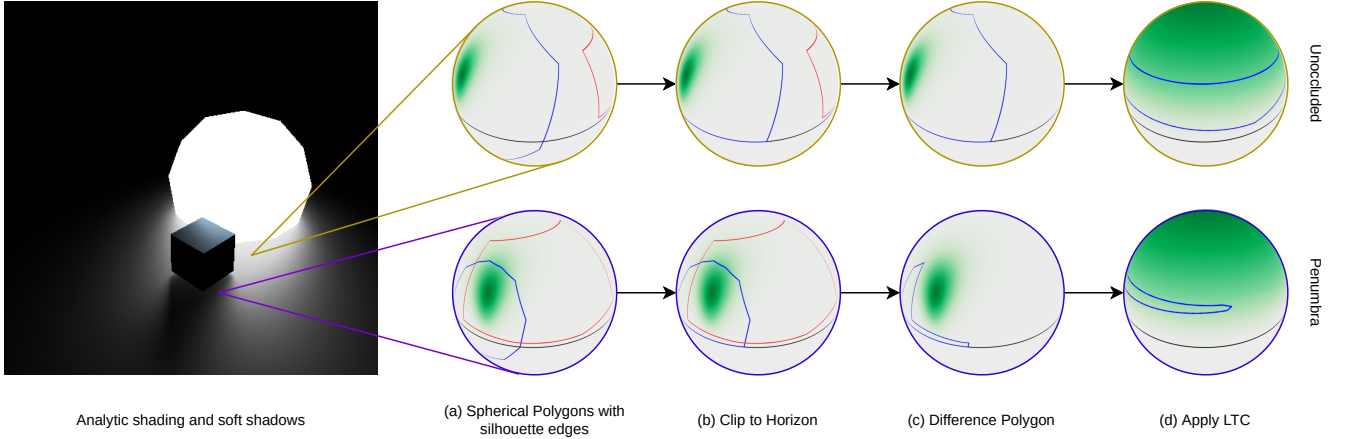 Unoccluded
Penumbra
Analytic shading and soft shadows
(a) Spherical Polygons with
silhouette edges
(b) Clip to Horizon
(c) Difference Polygon
(d) Apply LTC